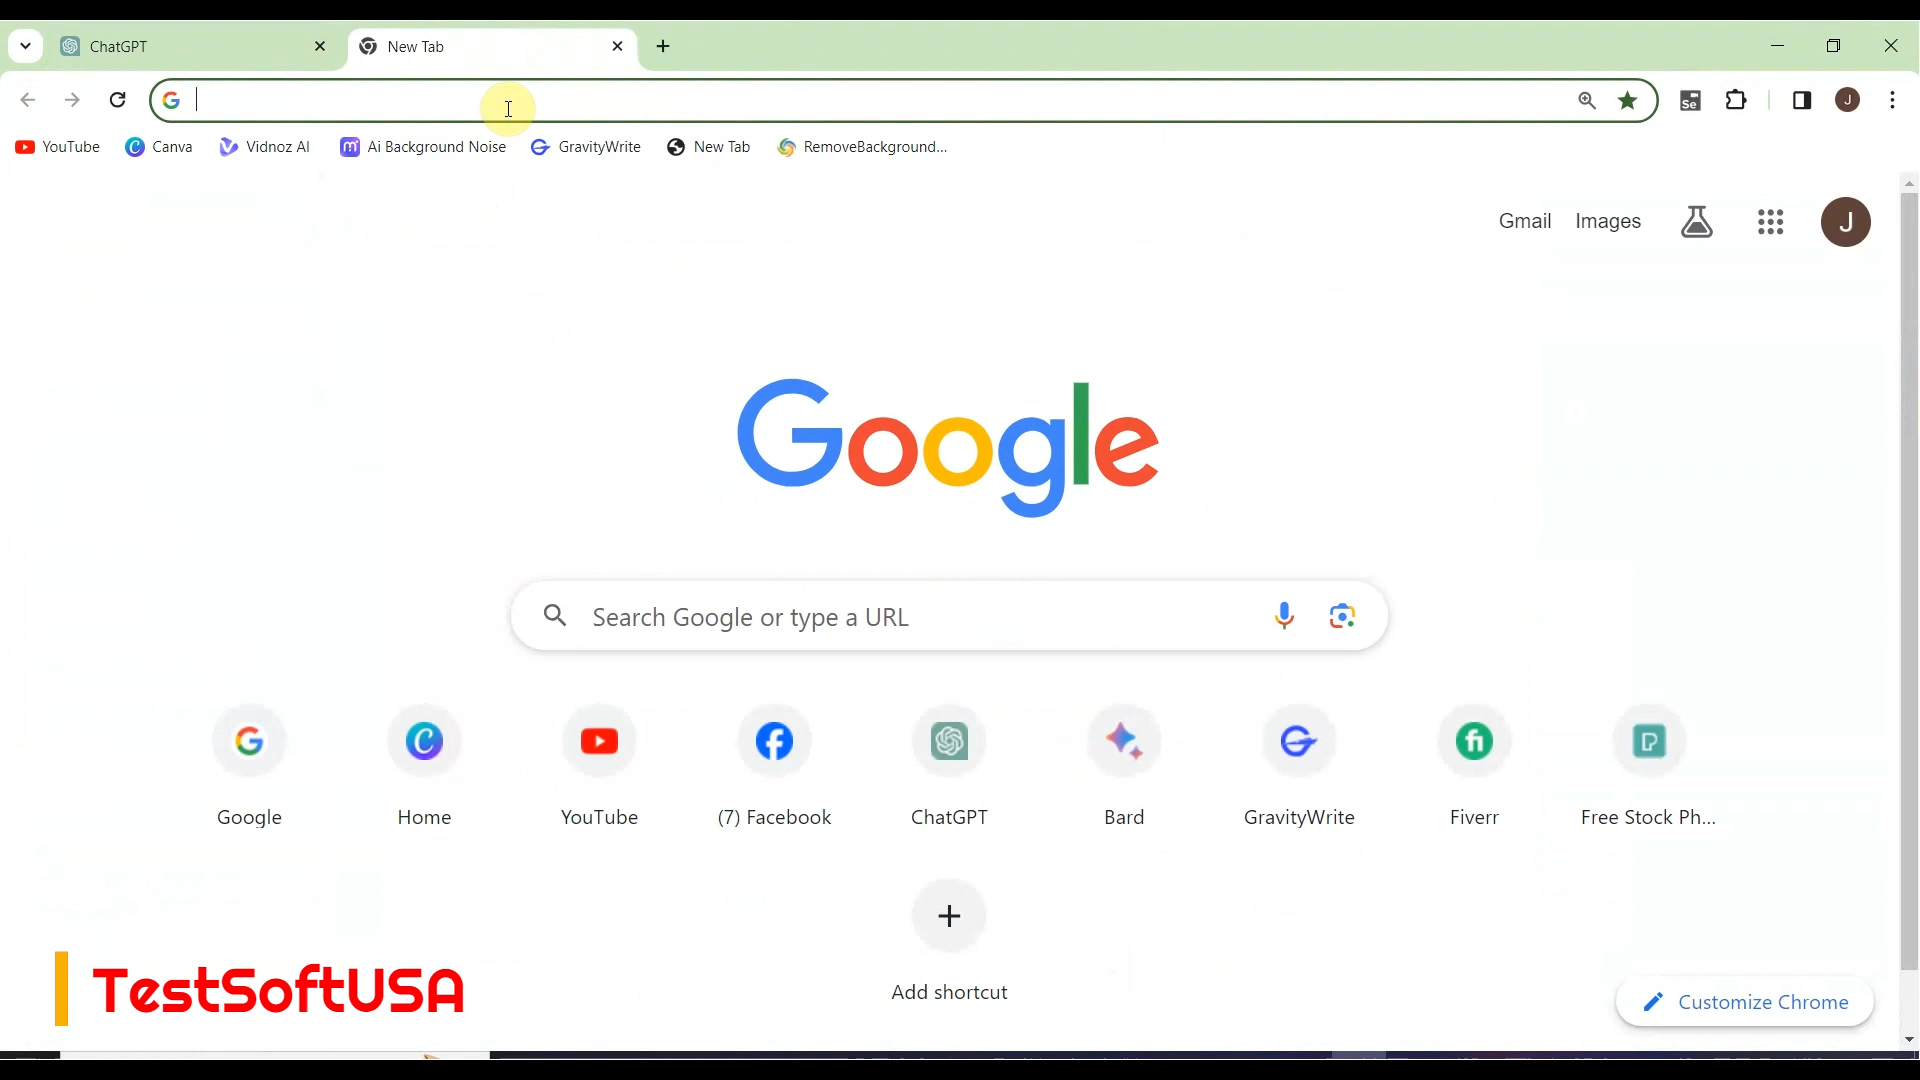 ChatGPT
New Tab
YouTube
Canva
Vidnoz AI
Ai Background Noise
GravityWrite
New Tab
RemoveBackground...
Se
J
Gmail
Images
J
Google
Search Google or type a URL
Google
Home
YouTube
(7) Facebook
ChatGPT
Bard
GravityWrite
Fiverr
Free Stock Ph...
Add shortcut
TestSoftUSA
Customize Chrome